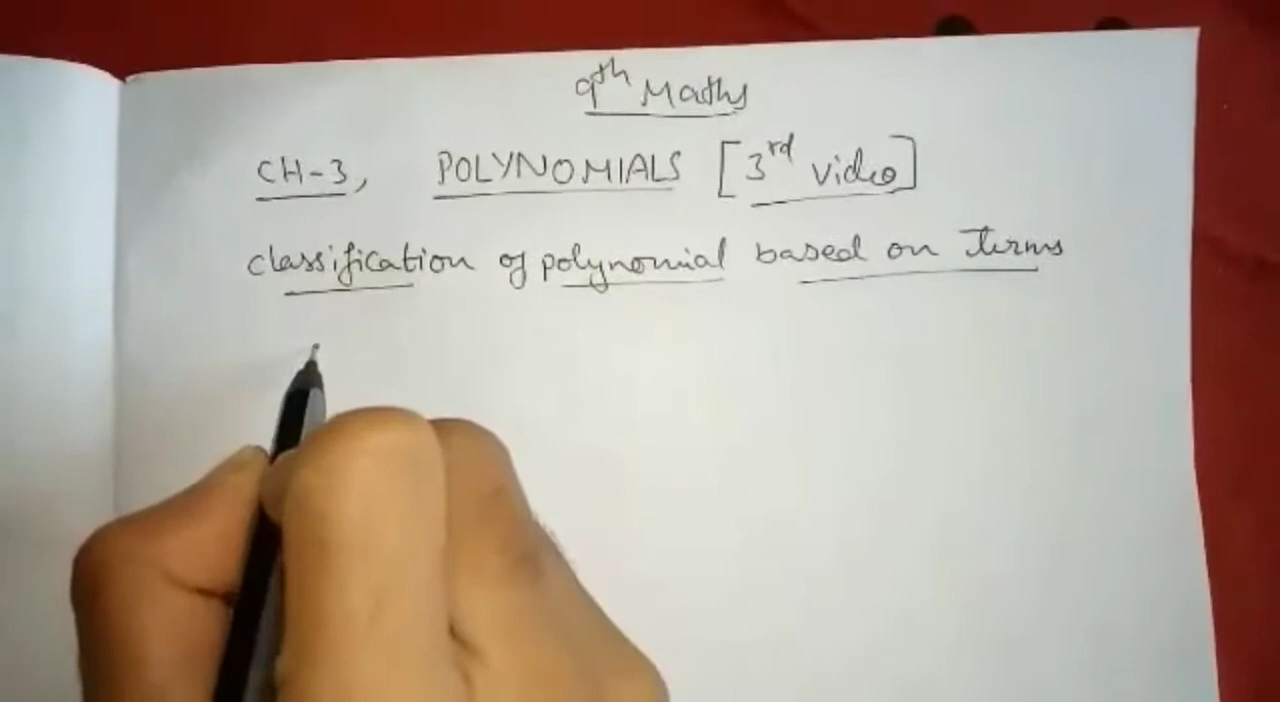 9th Maths
CH-3, POLYNOMIALS [3rd video]
classification of polynomial based on Terms